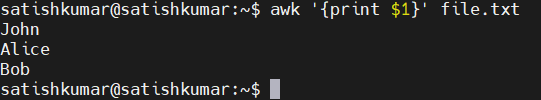 satishkumar@satishkumar:~$ awk '{print $1}' file.txt
John
Alice
Bob
satishkumar@satishkumar:~$